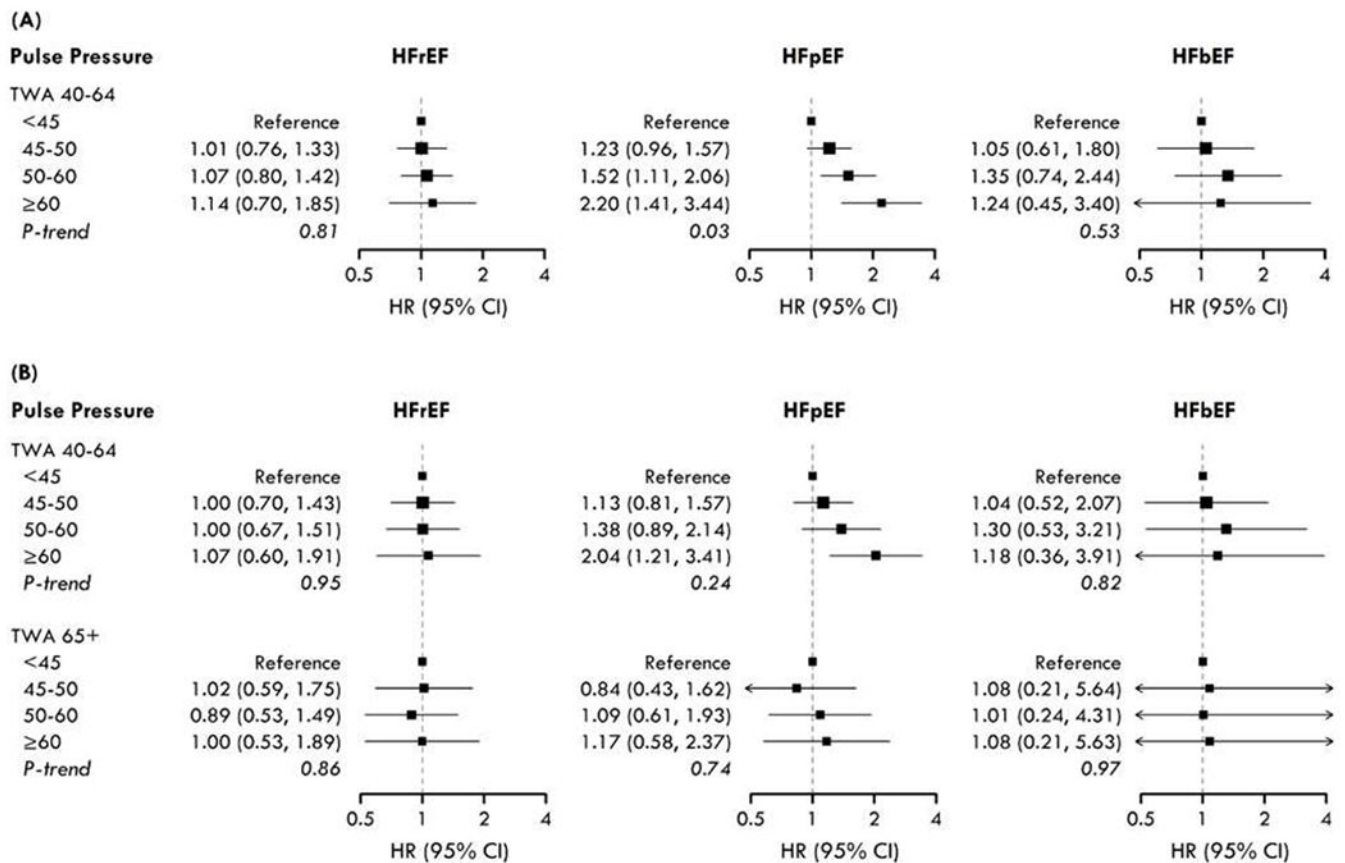 (A)
Pulse Pressure HFrEF HFpEF HFbEF
TWA 40-64
<45 Reference Reference Reference
45-50 1.01 (0.76, 1.33) 1.23 (0.96, 1.57) 1.05 (0.61, 1.80)
50-60 1.07 (0.80, 1.42) 1.52 (1.11, 2.06) 1.35 (0.74, 2.44)
≥60 1.14 (0.70, 1.85) 2.20 (1.41, 3.44) 1.24 (0.45, 3.40)
P-trend 0.81 0.03 0.53
0.5 1 2 4 0.5 1 2 4 0.5 1 2 4
HR (95% CI) HR (95% CI) HR (95% CI)
(B)
Pulse Pressure HFrEF HFpEF HFbEF
TWA 40-64
<45 Reference Reference Reference
45-50 1.00 (0.70, 1.43) 1.13 (0.81, 1.57) 1.04 (0.52, 2.07)
50-60 1.00 (0.67, 1.51) 1.38 (0.89, 2.14) 1.30 (0.53, 3.21)
≥60 1.07 (0.60, 1.91) 2.04 (1.21, 3.41) 1.18 (0.36, 3.91)
P-trend 0.95 0.24 0.82
TWA 65+
<45 Reference Reference Reference
45-50 1.02 (0.59, 1.75) 0.84 (0.43, 1.62) 1.08 (0.21, 5.64)
50-60 0.89 (0.53, 1.49) 1.09 (0.61, 1.93) 1.01 (0.24, 4.31)
≥60 1.00 (0.53, 1.89) 1.17 (0.58, 2.37) 1.08 (0.21, 5.63)
P-trend 0.86 0.74 0.97
0.5 1 2 4 0.5 1 2 4 0.5 1 2 4
HR (95% CI) HR (95% CI) HR (95% CI)